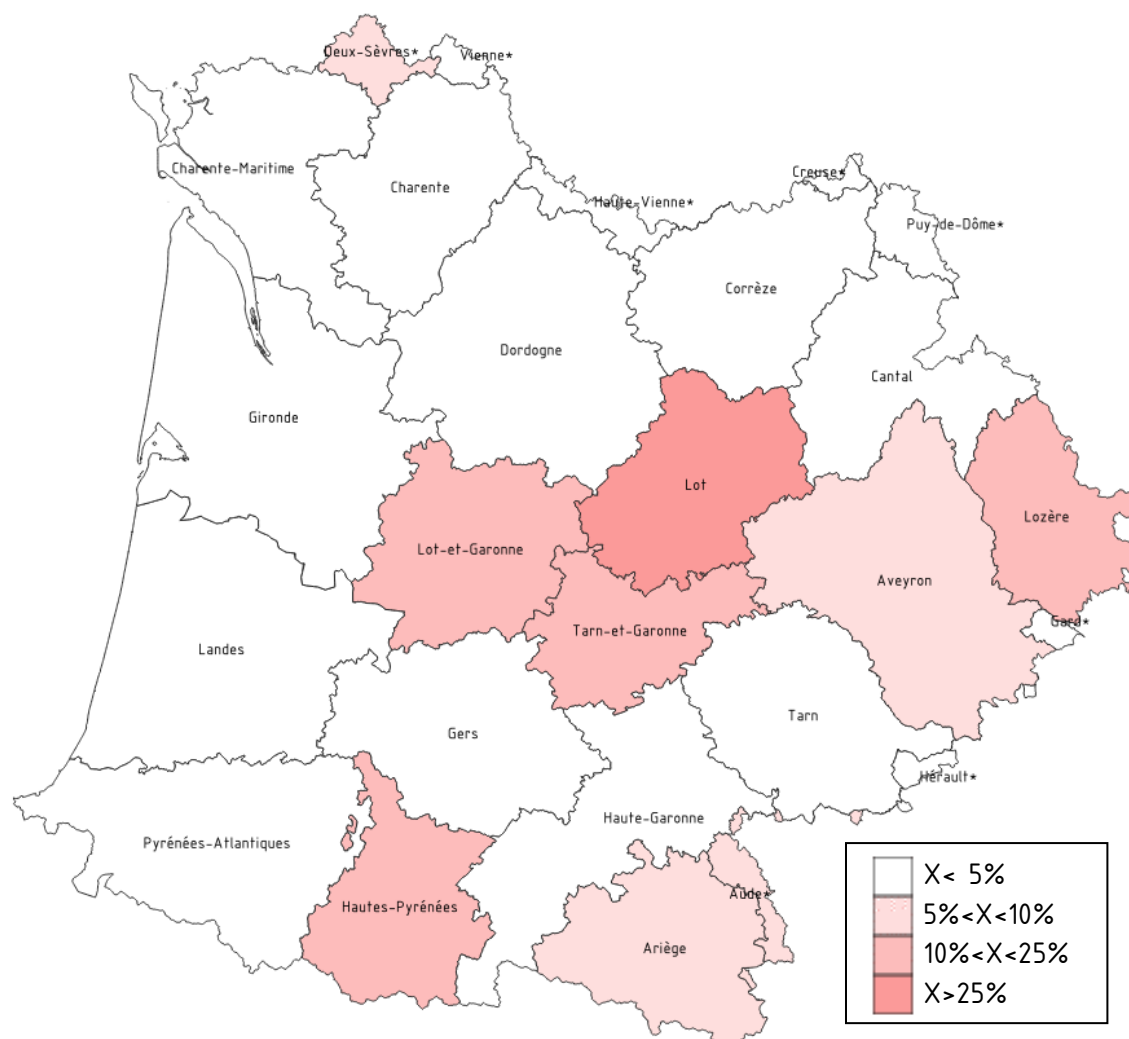 Deux-Sèvres*
Vienne*
Charente-Maritime
Charente
Creuse*
Haute-Vienne*
Puy-de-Dôme*
Corrèze
Dordogne
Cantal
Gironde
Lot
Lozère
Lot-et-Garonne
Aveyron
Gard*
Tarn-et-Garonne
Landes
Tarn
Gers
Hérault*
Haute-Garonne
Pyrénées-Atlantiques
Aude*
Hautes-Pyrénées
Ariège
X< 5%
5%<X<10%
10%<X<25%
X>25%